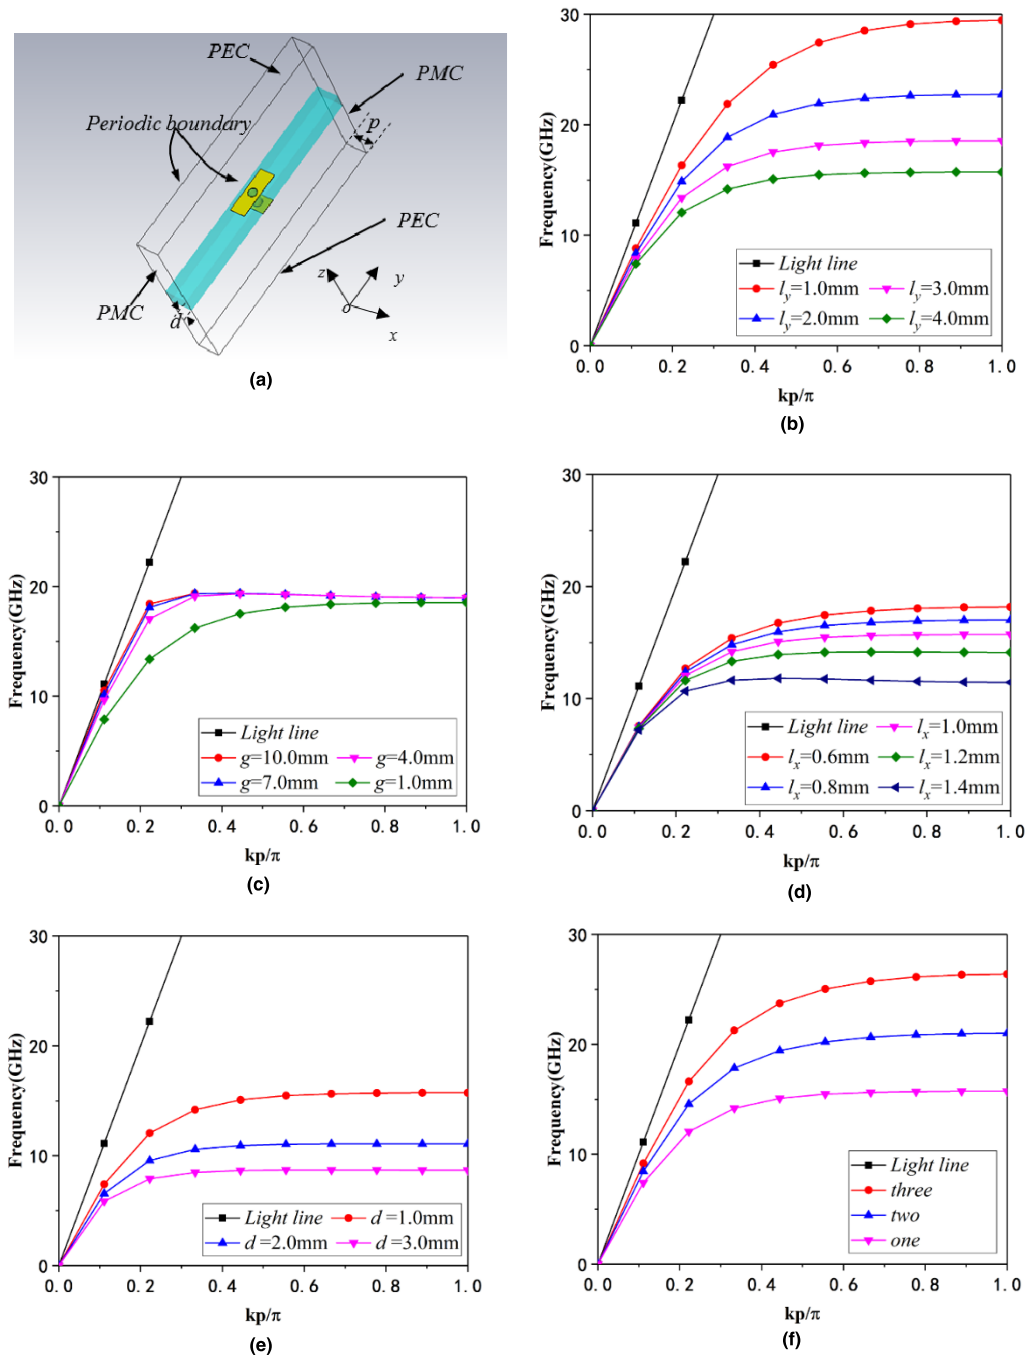 PEC
PMC
Periodic boundary
p
PEC
z
y
PMC
o
d
x
(a)
30
20
10
0
Frequency(GHz)
Light line
l_y=1.0mm
l_y=3.0mm
l_y=2.0mm
l_y=4.0mm
0.0 0.2 0.4 0.6 0.8 1.0
kp/π
(b)
30
20
10
0
Frequency(GHz)
Light line
g=10.0mm
g=4.0mm
g=7.0mm
g=1.0mm
0.0 0.2 0.4 0.6 0.8 1.0
kp/π
(c)
30
20
10
0
Frequency(GHz)
Light line
l_x=1.0mm
l_x=0.6mm
l_x=1.2mm
l_x=0.8mm
l_x=1.4mm
0.0 0.2 0.4 0.6 0.8 1.0
kp/π
(d)
30
20
10
0
Frequency(GHz)
Light line
d=1.0mm
d=2.0mm
d=3.0mm
0.0 0.2 0.4 0.6 0.8 1.0
kp/π
(e)
30
20
10
0
Frequency(GHz)
Light line
three
two
one
0.0 0.2 0.4 0.6 0.8 1.0
kp/π
(f)